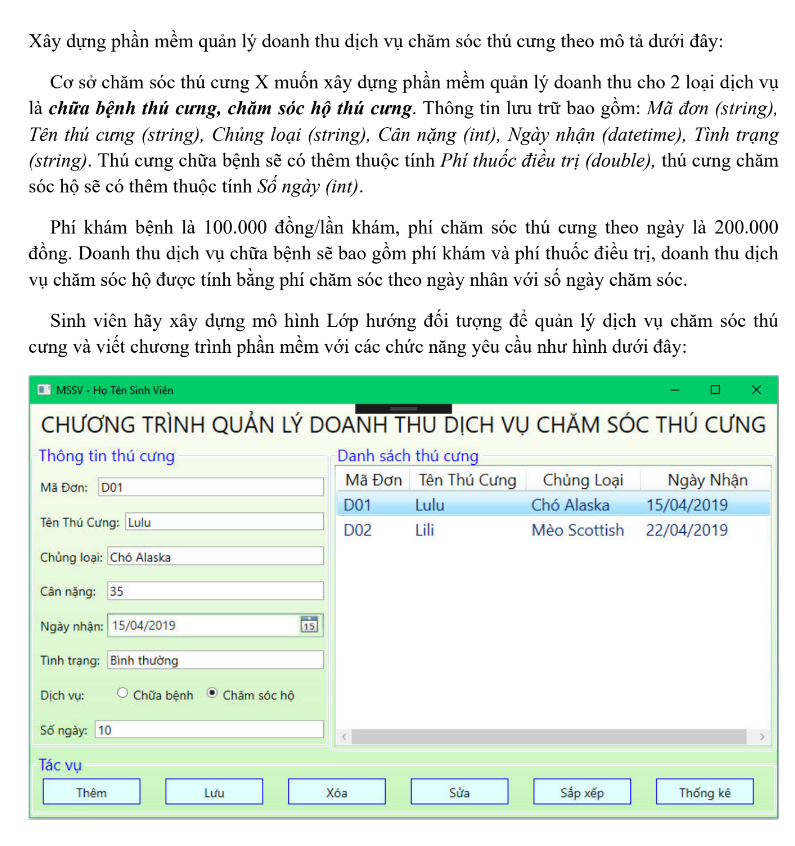 Xây dựng phần mềm quản lý doanh thu dịch vụ chăm sóc thú cưng theo mô tả dưới đây:
Cơ sở chăm sóc thú cưng X muốn xây dựng phần mềm quản lý doanh thu cho 2 loại dịch vụ
là chữa bệnh thú cưng, chăm sóc hộ thú cưng. Thông tin lưu trữ bao gồm: Mã đơn (string),
Tên thú cưng (string), Chủng loại (string), Cân nặng (int), Ngày nhận (datetime), Tình trạng
(string). Thú cưng chữa bệnh sẽ có thêm thuộc tính Phí thuốc điều trị (double), thú cưng chăm
sóc hộ sẽ có thêm thuộc tính Số ngày (int).
Phí khám bệnh là 100.000 đồng/lần khám, phí chăm sóc thú cưng theo ngày là 200.000
đồng. Doanh thu dịch vụ chữa bệnh sẽ bao gồm phí khám và phí thuốc điều trị, doanh thu dịch
vụ chăm sóc hộ được tính bằng phí chăm sóc theo ngày nhân với số ngày chăm sóc.
Sinh viên hãy xây dựng mô hình Lớp hướng đối tượng để quản lý dịch vụ chăm sóc thú
cưng và viết chương trình phần mềm với các chức năng yêu cầu như hình dưới đây:
MSSV - Họ Tên Sinh Viên
CHƯƠNG TRÌNH QUẢN LÝ DOANH THU DỊCH VỤ CHĂM SÓC THÚ CƯNG
Thông tin thú cưng
Mã Đơn: D01
Tên Thú Cưng: Lulu
Chủng loại: Chó Alaska
Cân nặng: 35
Ngày nhận: 15/04/2019 15
Tình trạng: Bình thường
Dịch vụ: Chữa bệnh Chăm sóc hộ
Số ngày: 10
Danh sách thú cưng
Mã Đơn Tên Thú Cưng Chủng Loại Ngày Nhận
D01 Lulu Chó Alaska 15/04/2019
D02 Lili Mèo Scottish 22/04/2019
Tác vụ
Thêm Lưu Xóa Sửa Sắp xếp Thống kê